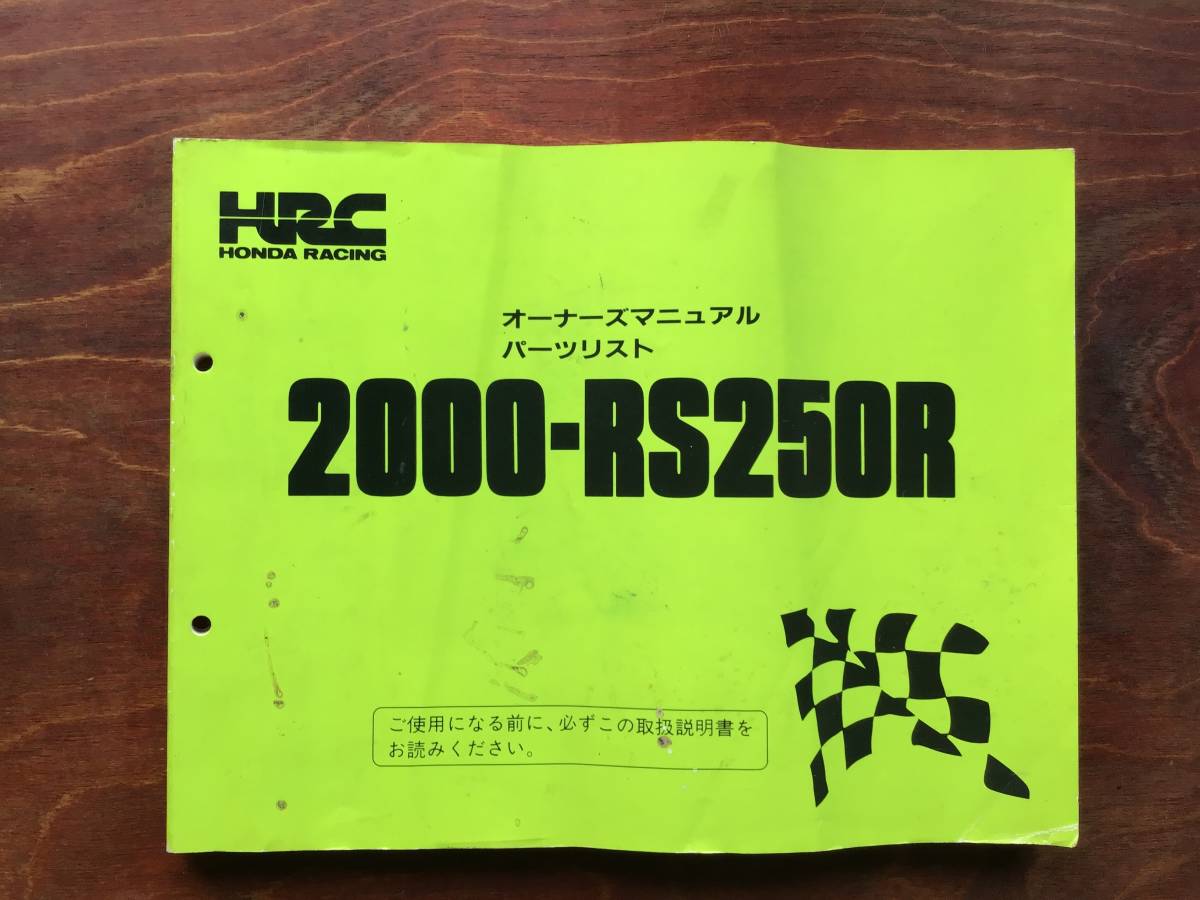 HRC
HONDA RACING
オーナーズマニュアル
パーツリスト
2000-RS250R
ご使用になる前に、必ずこの取扱説明書を
お読みください。